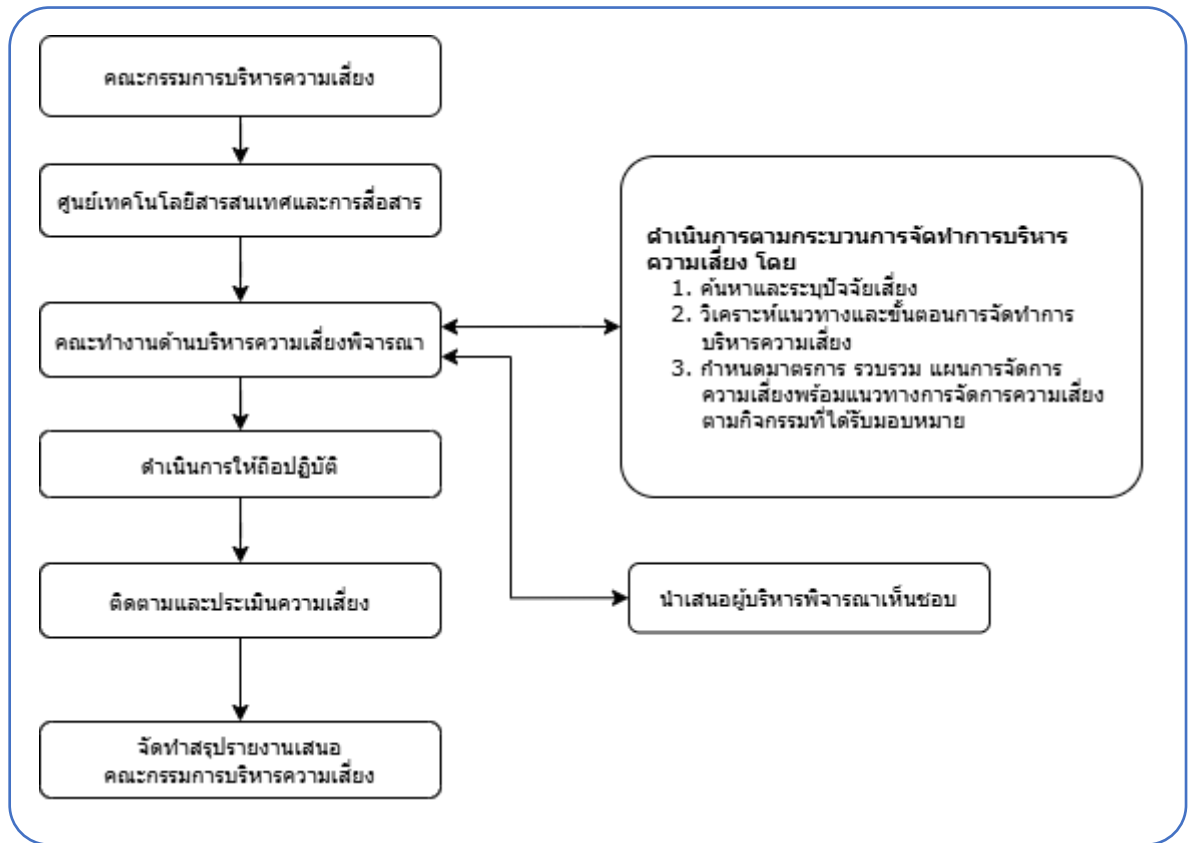 คณะกรรมการบริหารความเสี่ยง
ศูนย์เทคโนโลยีสารสนเทศและการสื่อสาร
คณะทำงานด้านบริหารความเสี่ยงพิจารณา
ดำเนินการให้ถือปฏิบัติ
ติดตามและประเมินความเสี่ยง
จัดทำสรุปรายงานเสนอ
คณะกรรมการบริหารความเสี่ยง
ดำเนินการตามกระบวนการจัดทำการบริหาร
ความเสี่ยง โดย
1. ค้นหาและระบุปัจจัยเสี่ยง
2. วิเคราะห์แนวทางและขั้นตอนการจัดทำการ
บริหารความเสี่ยง
3. กำหนดมาตรการ รวบรวม แผนการจัดการ
ความเสี่ยงพร้อมแนวทางการจัดการความเสี่ยง
ตามกิจกรรมที่ได้รับมอบหมาย
นำเสนอผู้บริหารพิจารณาเห็นชอบ